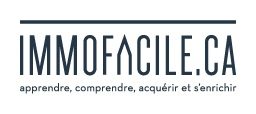 IMMOFACILE.CA
apprendre, comprendre, acquérir et s'enrichir